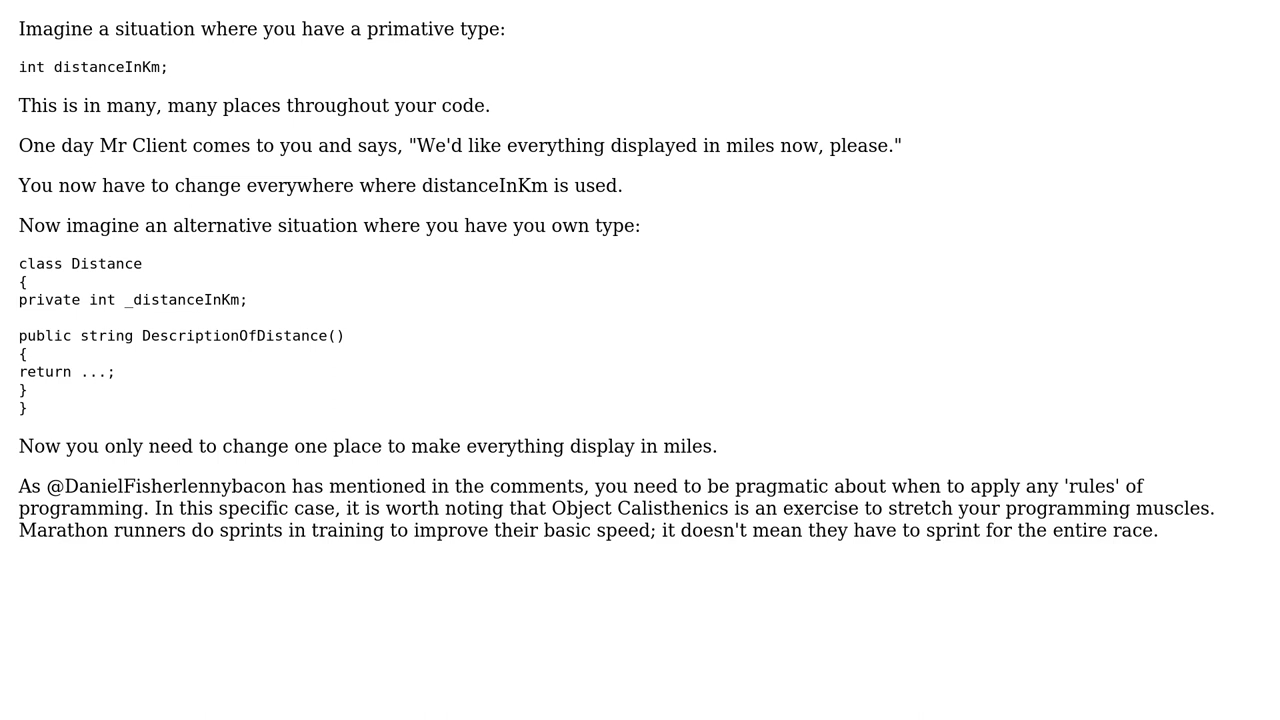 Imagine a situation where you have a primative type:
int distanceInKm;
This is in many, many places throughout your code.
One day Mr Client comes to you and says, "We'd like everything displayed in miles now, please."
You now have to change everywhere where distanceInKm is used.
Now imagine an alternative situation where you have you own type:
class Distance
{
private int _distanceInKm;
public string DescriptionOfDistance()
{
return ...;
}
}
Now you only need to change one place to make everything display in miles.
As @DanielFisherlennybacon has mentioned in the comments, you need to be pragmatic about when to apply any 'rules' of
programming. In this specific case, it is worth noting that Object Calisthenics is an exercise to stretch your programming muscles.
Marathon runners do sprints in training to improve their basic speed; it doesn't mean they have to sprint for the entire race.